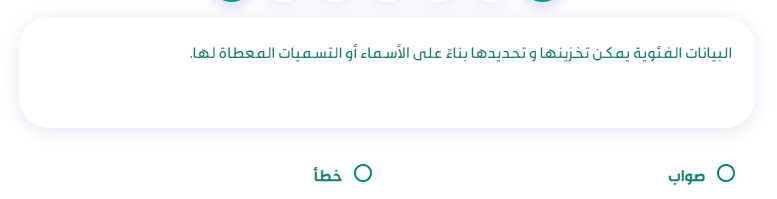 البيانات الفئوية يمكن تخزينها و تحديدها بناءً على الأسماء أو التسميات المعطاة لها.
صواب
خطأ